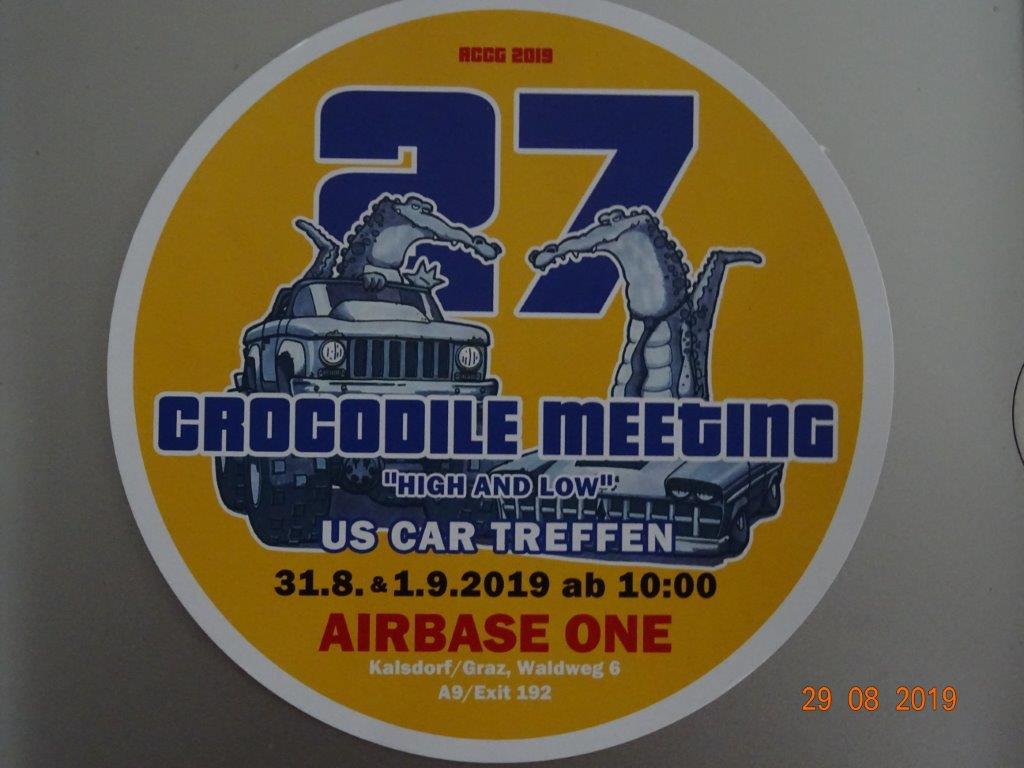 ACCG 2019
27
CROCODILE MEETING
"HIGH AND LOW"
US CAR TREFFEN
31.8. & 1.9.2019 ab 10:00
AIRBASE ONE
Kalsdorf/Graz, Waldweg 6
A9/Exit 192
29 08 2019